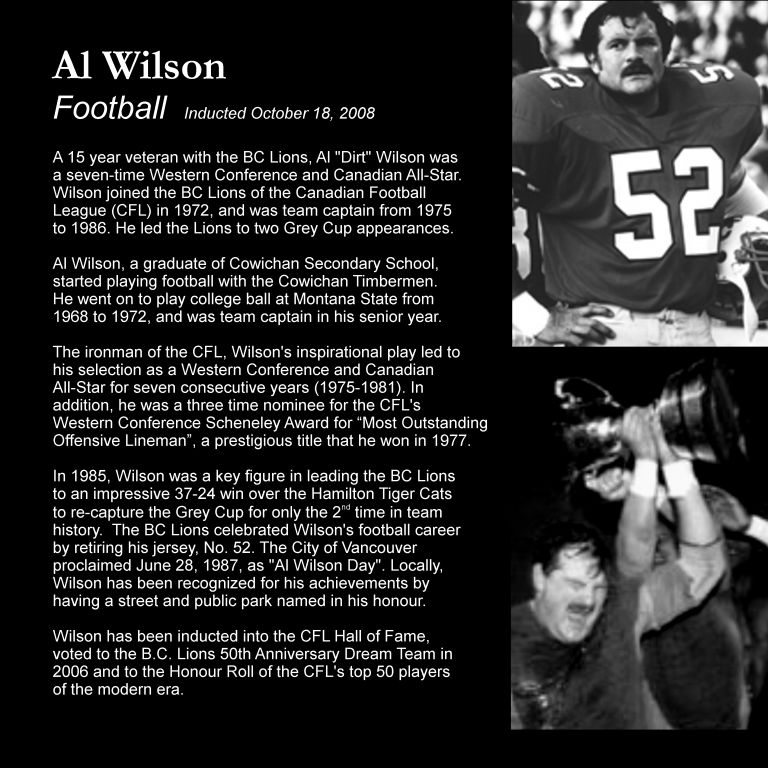 Al Wilson
Football Inducted October 18, 2008
A 15 year veteran with the BC Lions, Al "Dirt" Wilson was
a seven-time Western Conference and Canadian All-Star.
Wilson joined the BC Lions of the Canadian Football
League (CFL) in 1972, and was team captain from 1975
to 1986. He led the Lions to two Grey Cup appearances.
Al Wilson, a graduate of Cowichan Secondary School,
started playing football with the Cowichan Timbermen.
He went on to play college ball at Montana State from
1968 to 1972, and was team captain in his senior year.
The ironman of the CFL, Wilson's inspirational play led to
his selection as a Western Conference and Canadian
All-Star for seven consecutive years (1975-1981). In
addition, he was a three time nominee for the CFL's
Western Conference Scheneley Award for “Most Outstanding
Offensive Lineman”, a prestigious title that he won in 1977.
In 1985, Wilson was a key figure in leading the BC Lions
to an impressive 37-24 win over the Hamilton Tiger Cats
to re-capture the Grey Cup for only the 2nd time in team
history. The BC Lions celebrated Wilson's football career
by retiring his jersey, No. 52. The City of Vancouver
proclaimed June 28, 1987, as "Al Wilson Day". Locally,
Wilson has been recognized for his achievements by
having a street and public park named in his honour.
Wilson has been inducted into the CFL Hall of Fame,
voted to the B.C. Lions 50th Anniversary Dream Team in
2006 and to the Honour Roll of the CFL's top 50 players
of the modern era.
52 52
52